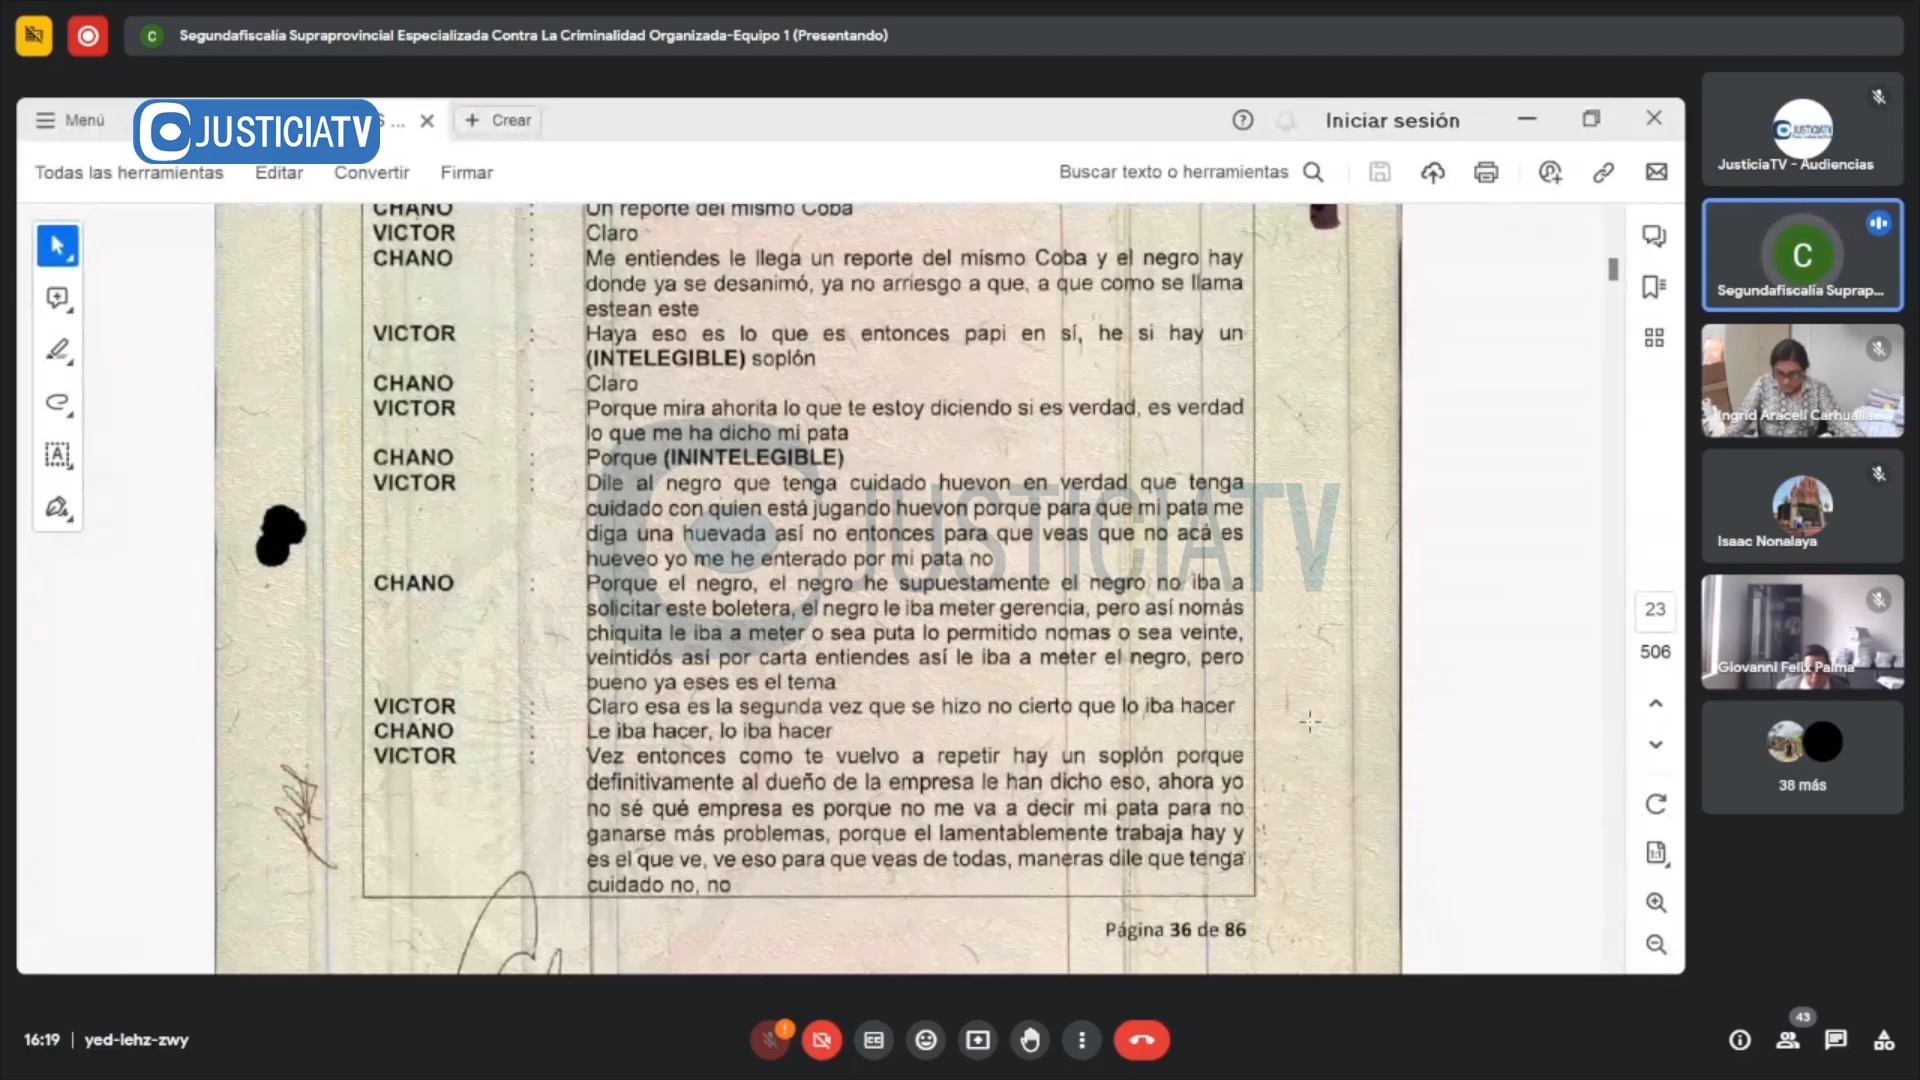 C Segundafiscalía Supraprovincial Especializada Contra La Criminalidad Organizada-Equipo 1 (Presentando)
Menú
JUSTICIATV
S ...
+ Crear
Iniciar sesión
Todas las herramientas Editar Convertir Firmar
Buscar texto o herramientas
CHANO : Un reporte del mismo Coba
VICTOR : Claro
CHANO : Me entiendes le llega un reporte del mismo Coba y el negro hay
donde ya se desanimó, ya no arriesgo a que, a que como se llama
estean este
VICTOR : Haya eso es lo que es entonces papi en sí, he si hay un
(INTELEGIBLE) soplón
CHANO : Claro
VICTOR : Porque mira ahorita lo que te estoy diciendo si es verdad, es verdad
lo que me ha dicho mi pata
CHANO : Porque (ININTELEGIBLE)
VICTOR : Dile al negro que tenga cuidado huevon en verdad que tenga
cuidado con quien está jugando huevon porque para que mi pata me
diga una huevada así no entonces para que veas que no acá es
hueveo yo me he enterado por mi pata no
CHANO : Porque el negro, el negro he supuestamente el negro no iba a
solicitar este boletera, el negro le iba meter gerencia, pero así nomás
chiquita le iba a meter o sea puta lo permitido nomas o sea veinte,
veintidós así por carta entiendes así le iba a meter el negro, pero
bueno ya eses es el tema
VICTOR : Claro esa es la segunda vez que se hizo no cierto que lo iba hacer
CHANO : Le iba hacer, lo iba hacer
VICTOR : Vez entonces como te vuelvo a repetir hay un soplón porque
definitivamente al dueño de la empresa le han dicho eso, ahora yo
no sé qué empresa es porque no me va a decir mi pata para no
ganarse más problemas, porque el lamentablemente trabaja hay y
es el que ve, ve eso para que veas de todas, maneras dile que tenga
cuidado no, no
Página 36 de 86
JUSTICIATV
23
506
JUSTICIATV
JusticiaTV - Audiencias
C
Segundafiscalía Suprap...
Ingrid Araceli Carhualla...
Isaac Nonalaya
Giovanni Felix Palma
38 más
16:19 | yed-lehz-zwy
43